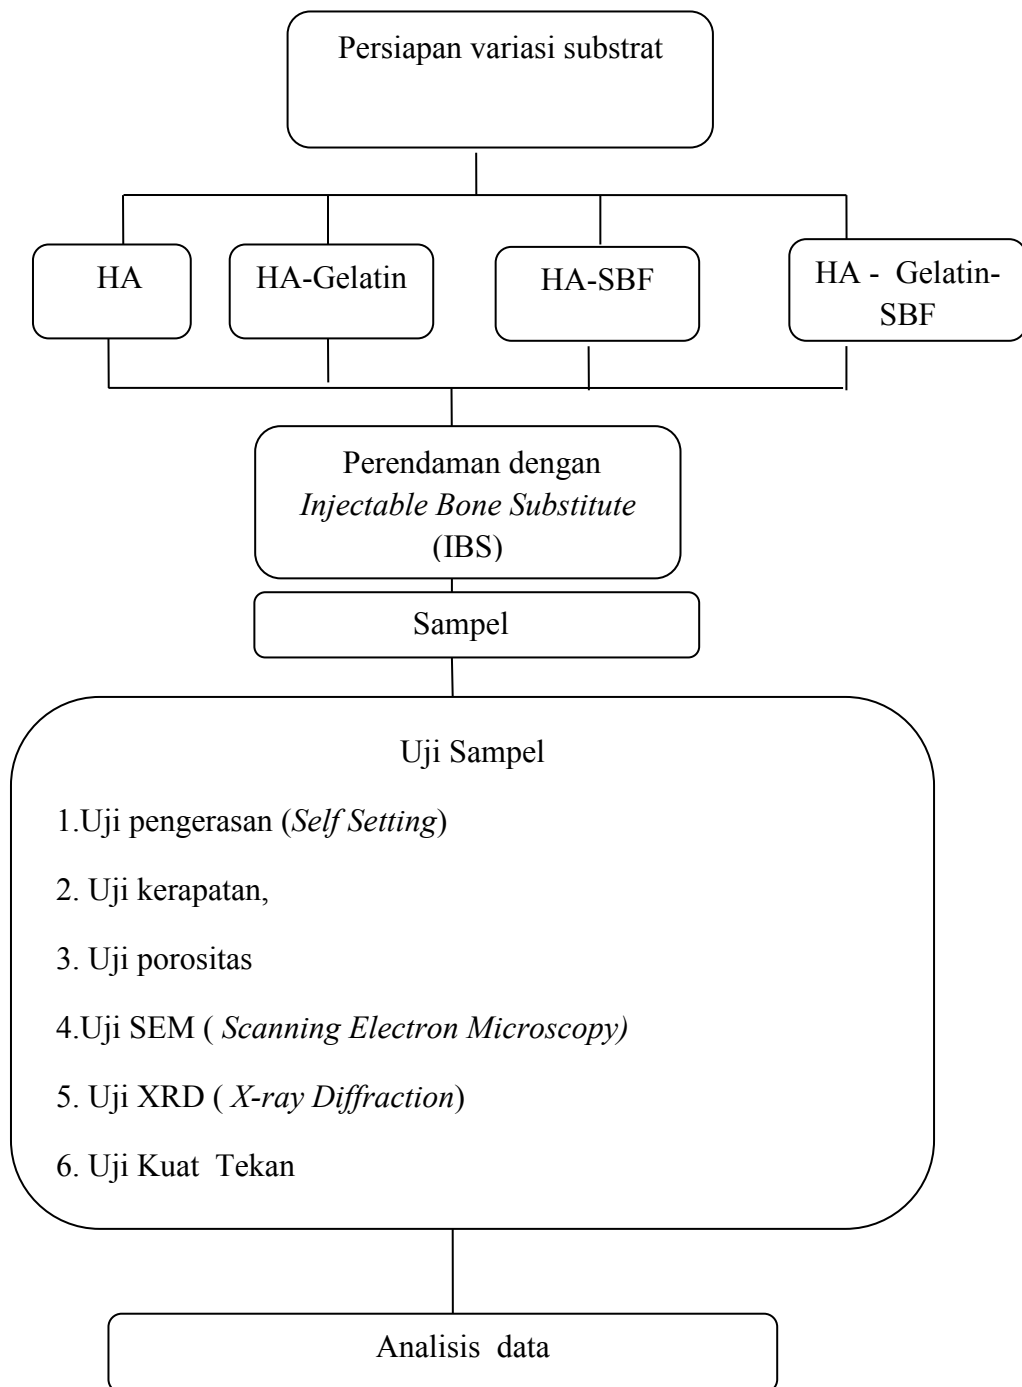 Persiapan variasi substrat
HA
HA-Gelatin
HA-SBF
HA - Gelatin-
SBF
Perendaman dengan
Injectable Bone Substitute
(IBS)
Sampel
Uji Sampel
1.Uji pengerasan (Self Setting)
2. Uji kerapatan,
3. Uji porositas
4.Uji SEM ( Scanning Electron Microscopy)
5. Uji XRD ( X-ray Diffraction)
6. Uji Kuat Tekan
Analisis data